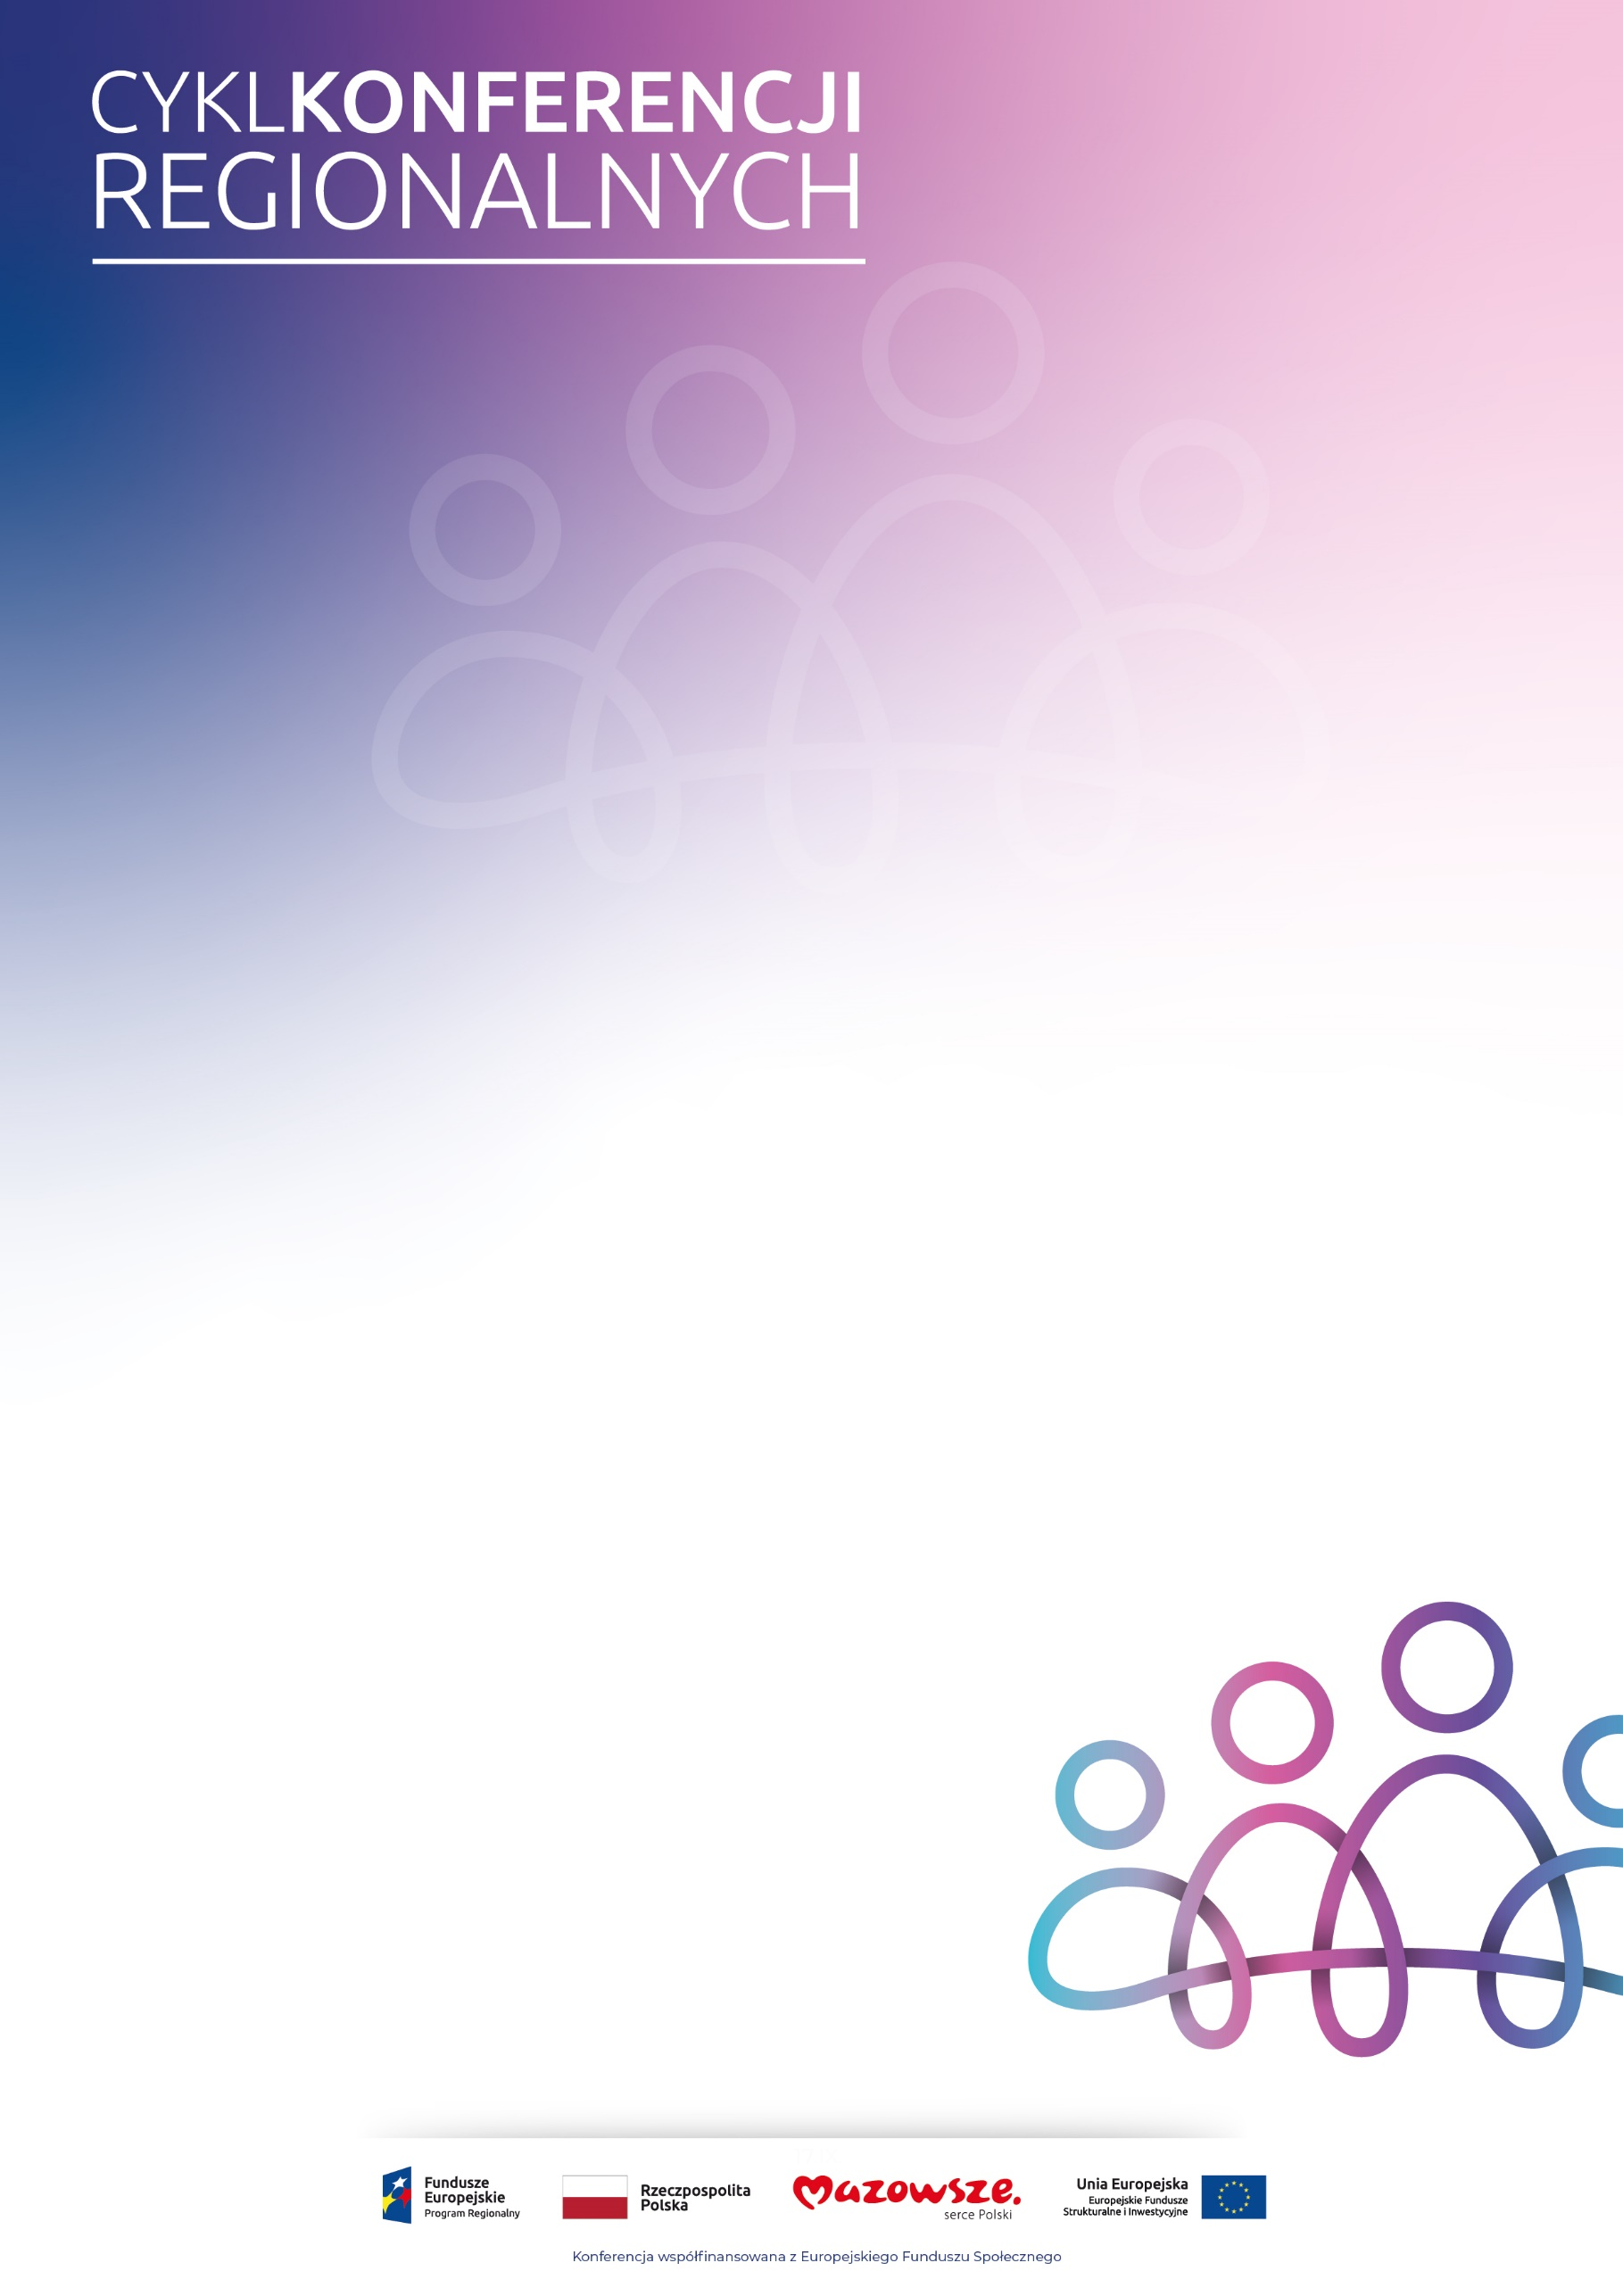 CYKLKONFERENCJI
REGIONALNYCH
Fundusze
Europejskie
Program Regionalny
Rzeczpospolita
Polska
Mazowsze.
serce Polski
Unia Europejska
Europejskie Fundusze
Strukturalne i Inwestycyjne
Konferencja współfinansowana z Europejskiego Funduszu Społecznego